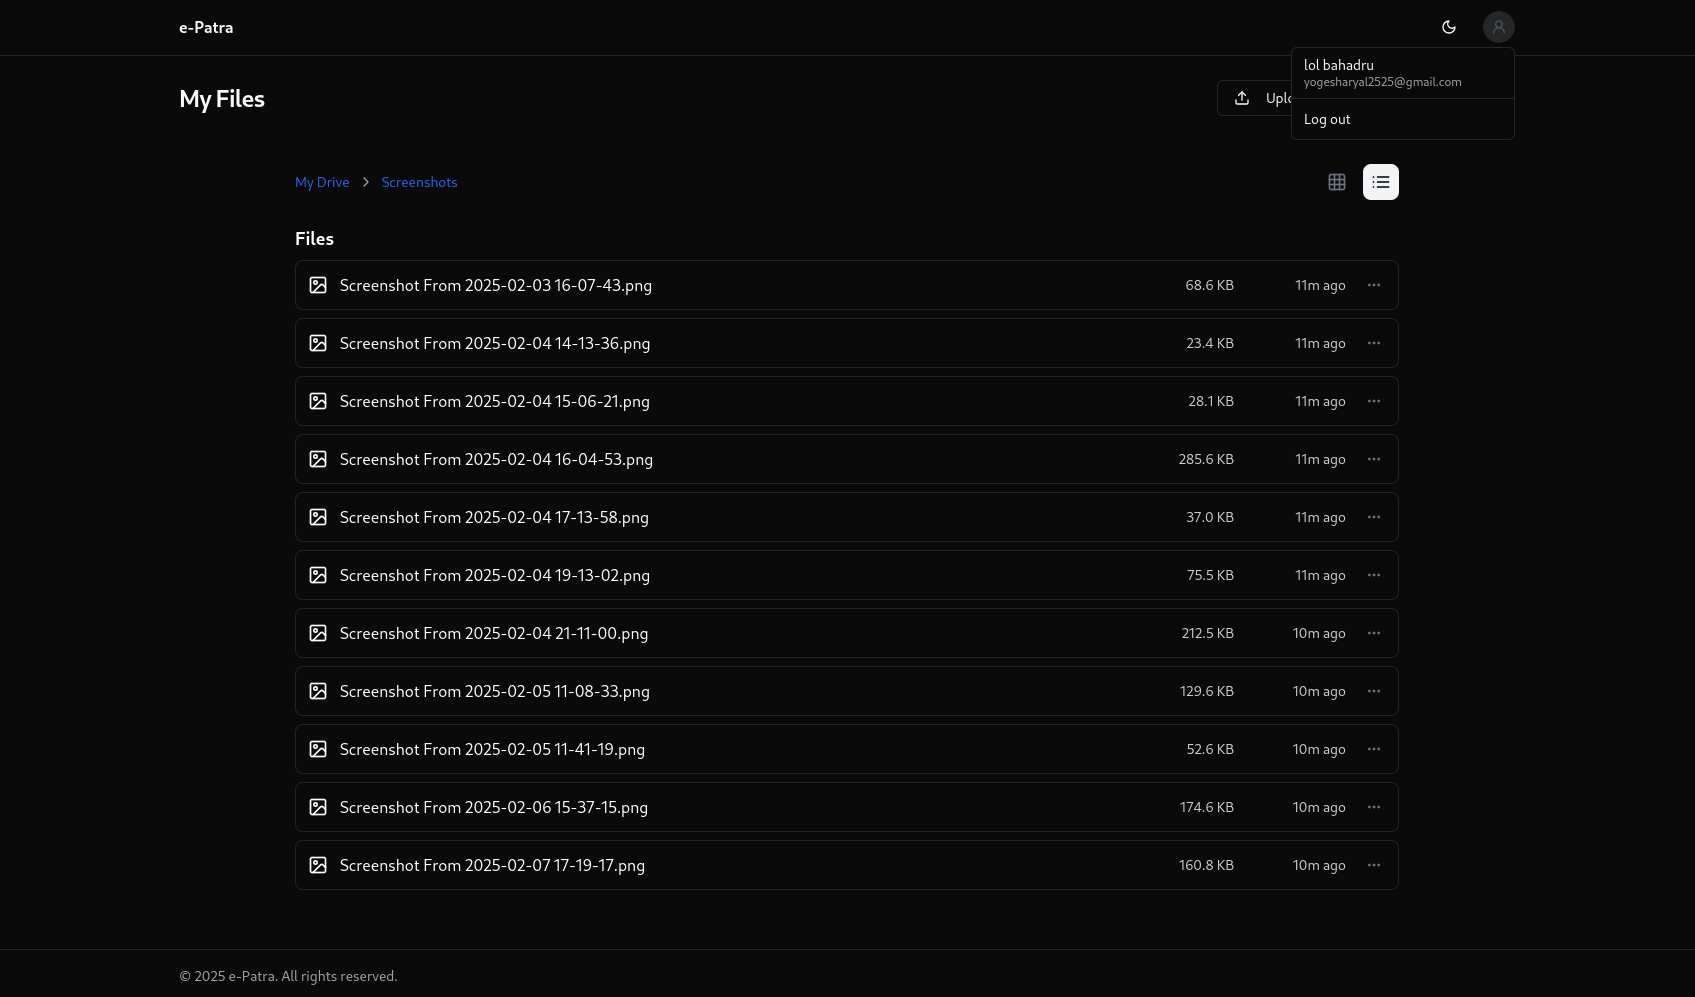 e-Patra
lol bahadru
yogesharyal2525@gmail.com
Log out
My Files
My Drive
Screenshots
Files
Screenshot From 2025-02-03 16-07-43.png 68.6 KB 11m ago
Screenshot From 2025-02-04 14-13-36.png 23.4 KB 11m ago
Screenshot From 2025-02-04 15-06-21.png 28.1 KB 11m ago
Screenshot From 2025-02-04 16-04-53.png 285.6 KB 11m ago
Screenshot From 2025-02-04 17-13-58.png 37.0 KB 11m ago
Screenshot From 2025-02-04 19-13-02.png 75.5 KB 11m ago
Screenshot From 2025-02-04 21-11-00.png 212.5 KB 10m ago
Screenshot From 2025-02-05 11-08-33.png 129.6 KB 10m ago
Screenshot From 2025-02-05 11-41-19.png 52.6 KB 10m ago
Screenshot From 2025-02-06 15-37-15.png 174.6 KB 10m ago
Screenshot From 2025-02-07 17-19-17.png 160.8 KB 10m ago
© 2025 e-Patra. All rights reserved.